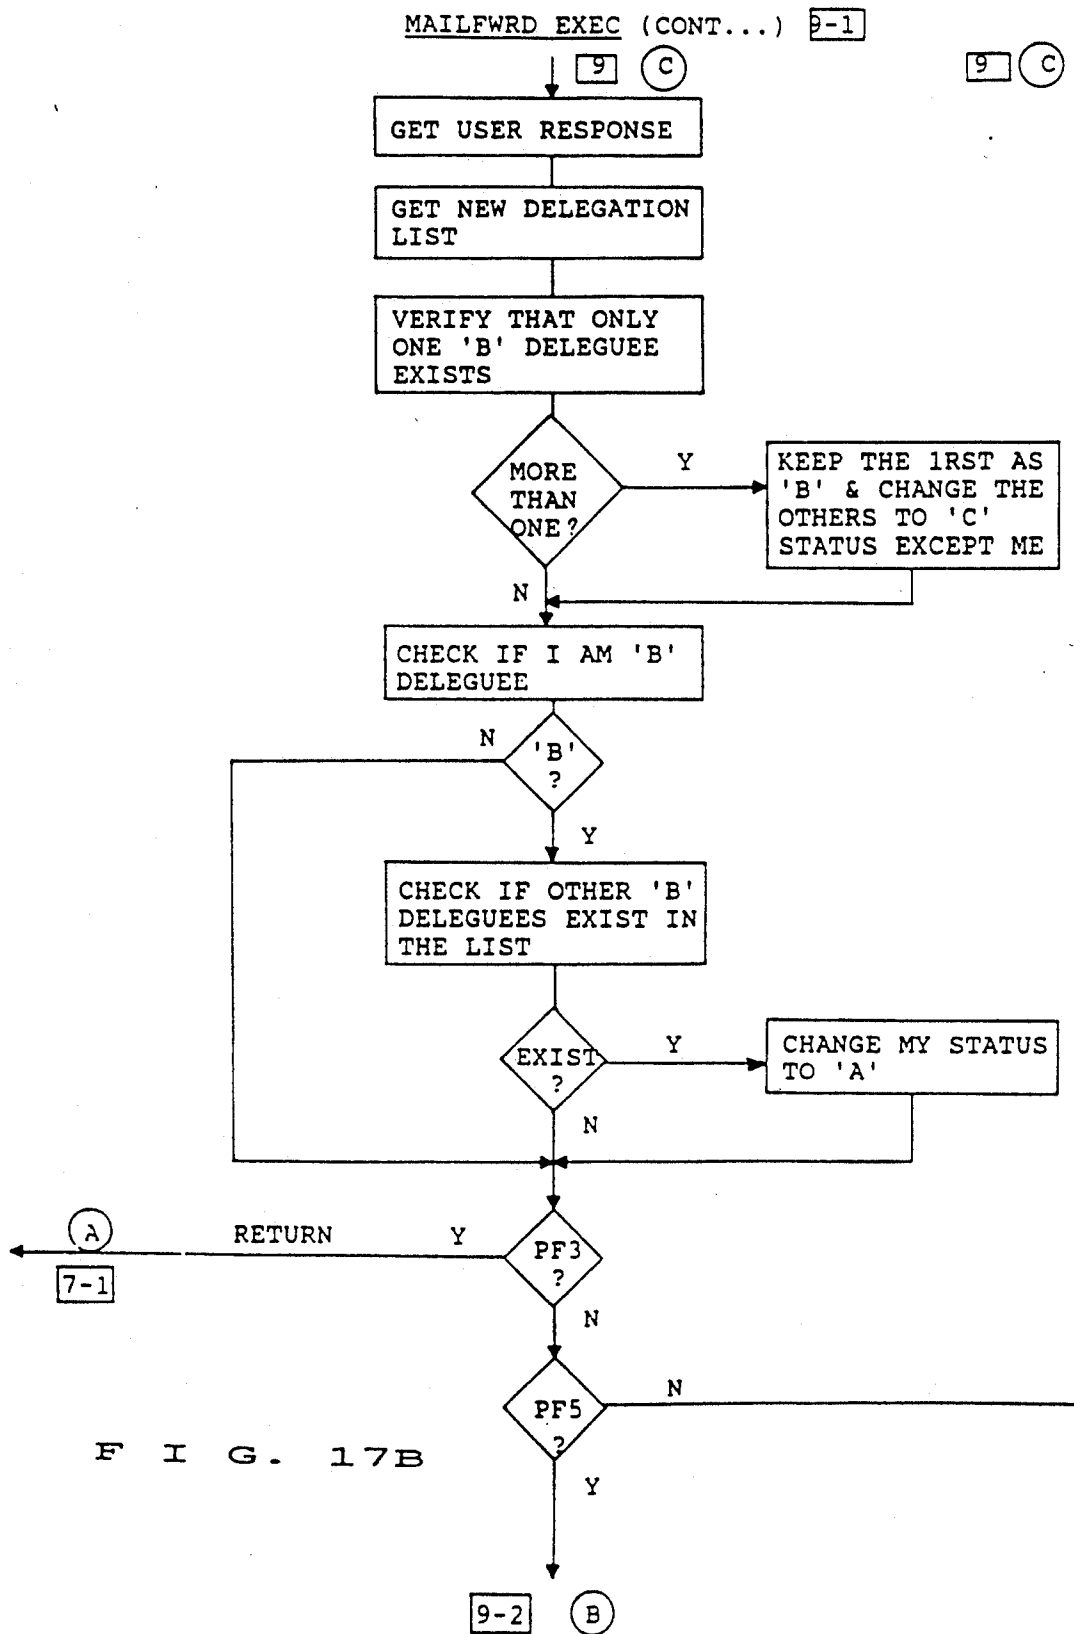 MAILFWRD EXEC (CONT...) 9-1
9 C
9 C
GET USER RESPONSE
GET NEW DELEGATION
LIST
VERIFY THAT ONLY
ONE 'B' DELEGUEE
EXISTS
MORE
THAN
ONE?
Y
KEEP THE 1RST AS
'B' & CHANGE THE
OTHERS TO 'C'
STATUS EXCEPT ME
N
CHECK IF I AM 'B'
DELEGUEE
N
'B'
?
Y
CHECK IF OTHER 'B'
DELEGUEES EXIST IN
THE LIST
EXIST
?
Y
CHANGE MY STATUS
TO 'A'
N
A
RETURN
Y
7-1
PF3
?
N
PF5
?
N
Y
FIG. 17B
9-2 B